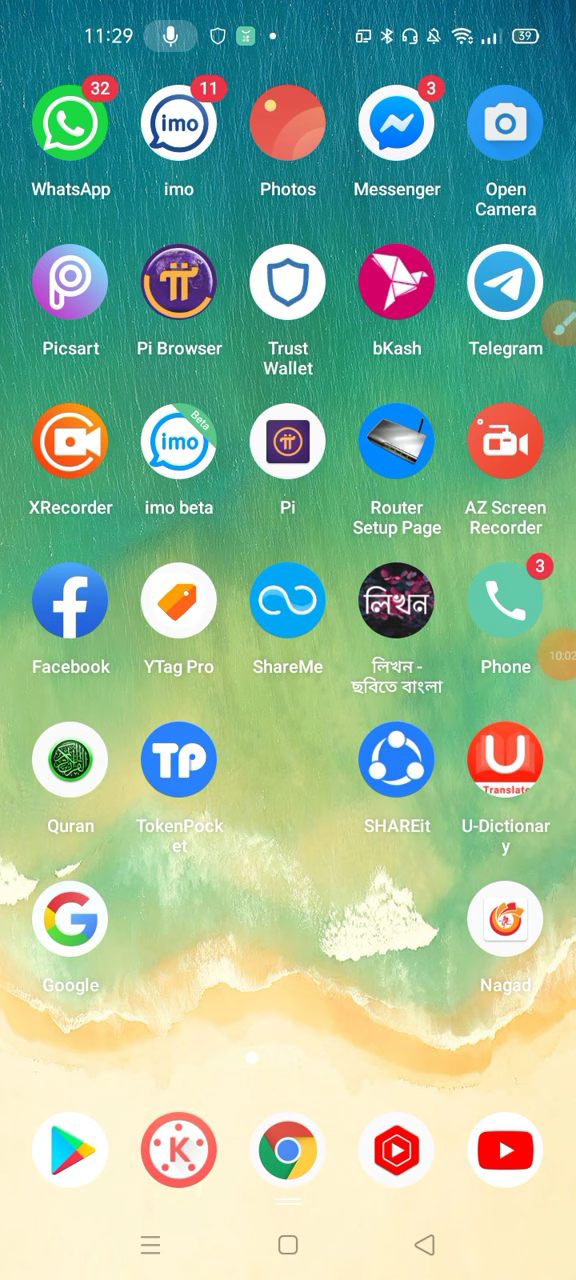 11:29
39
32
11
3
WhatsApp
imo
imo
Photos
Messenger
Open
Camera
Picsart
Pi Browser
Trust
Wallet
bKash
Telegram
Beta
imo
XRecorder
imo beta
Pi
Router
Setup Page
AZ Screen
Recorder
লিখন
3
Facebook
YTag Pro
ShareMe
লিখন -
ছবিতে বাংলা
Phone
10:02
TP
U
Translate
Quran
TokenPock
et
SHAREit
U-Dictionar
y
G
Google
Nagad
K